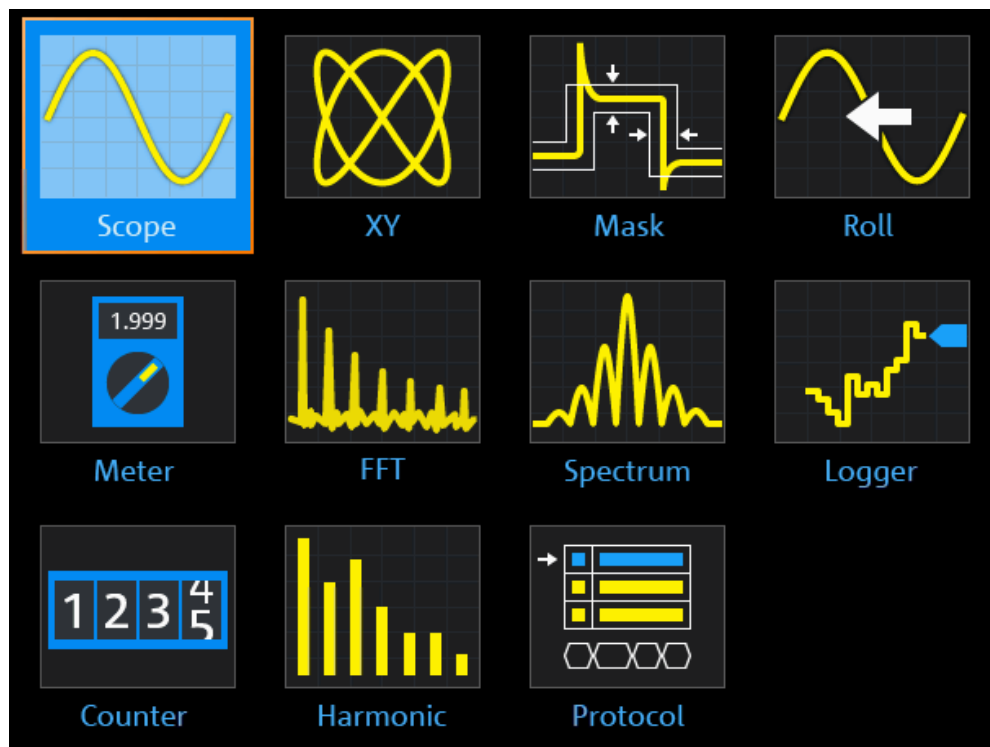 Scope
XY
Mask
Roll
1.999
Meter
FFT
Spectrum
Logger
1 2 3 4
5
Counter
Harmonic
Protocol